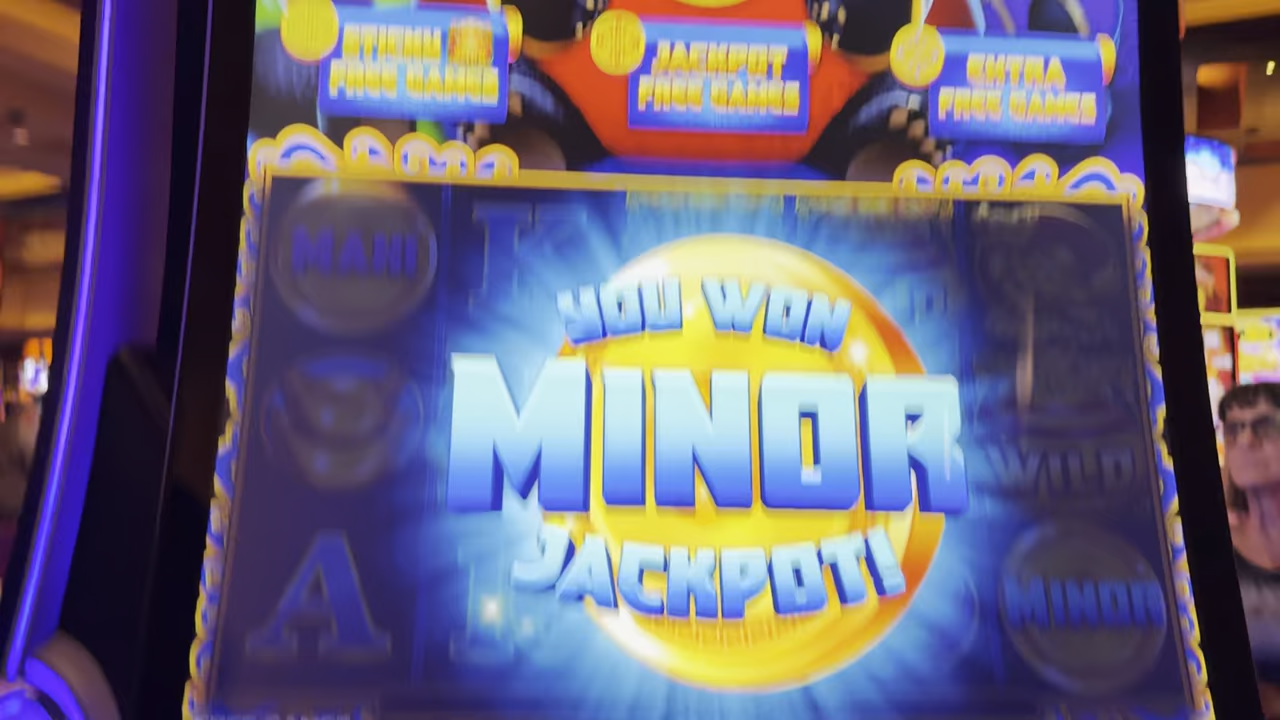 FREE GAMES
JACKPOT
FREE GAMES
EXTRA
FREE GAMES
MAXI
YOU WON
MINOR
JACKPOT!
WILD
A
MINOR